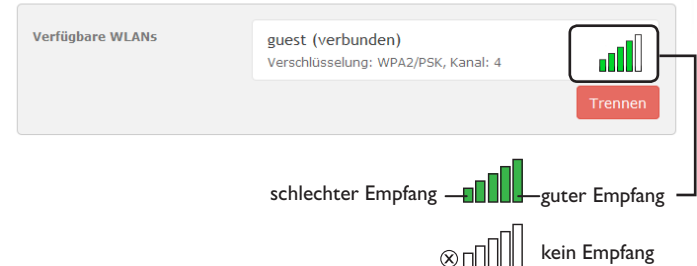 Verfügbare WLANs
guest (verbunden)
Verschlüsselung: WPA2/PSK, Kanal: 4
Trennen
schlechter Empfang
guter Empfang
kein Empfang